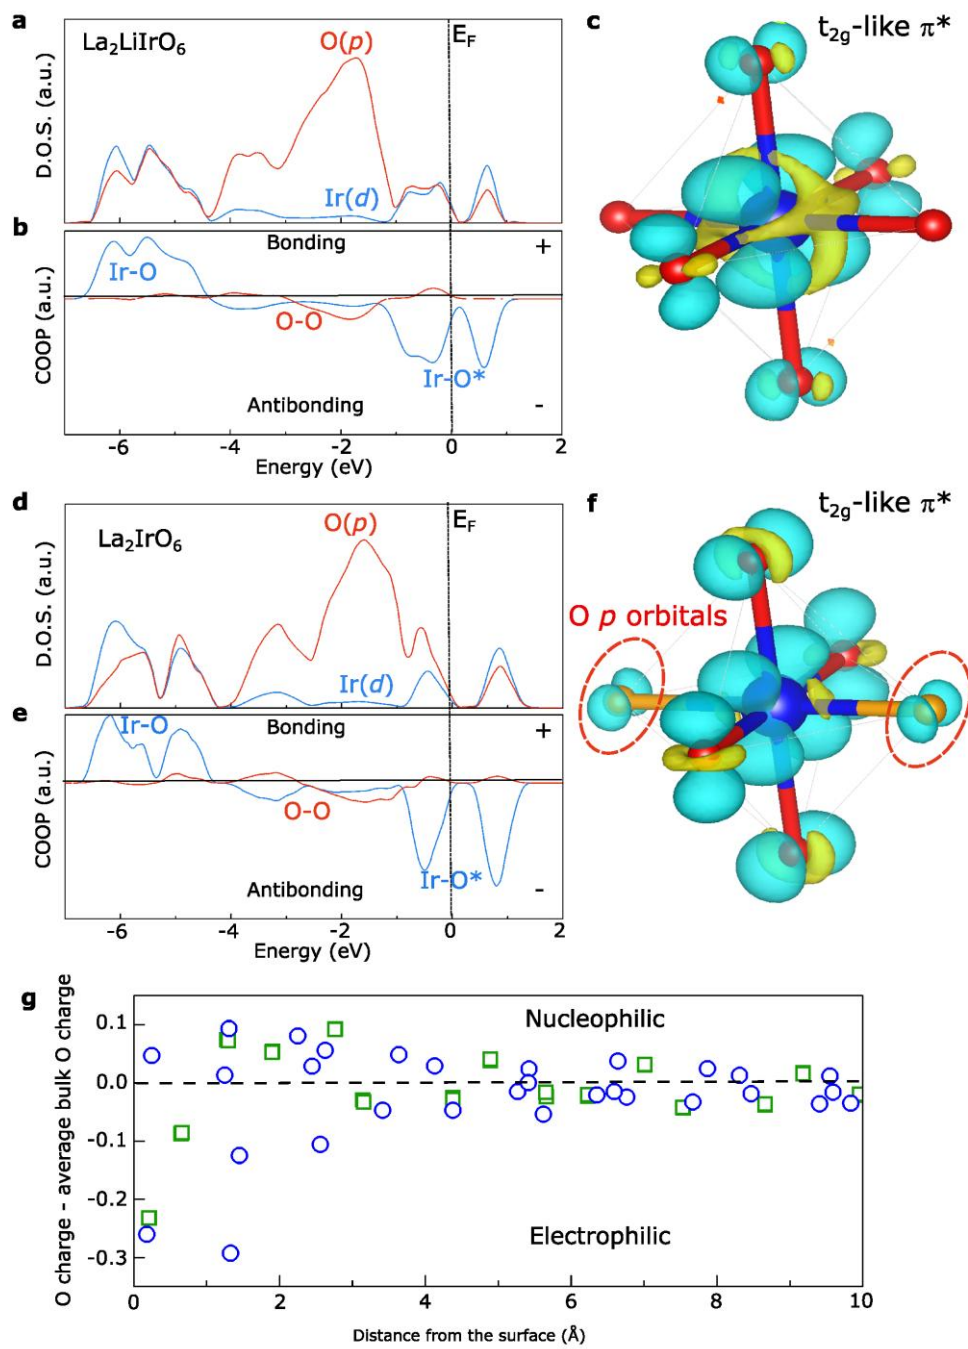 a
La2LiIrO6
O(p)
EF
D.O.S. (a.u.)
Ir(d)
c
t2g-like π*
b
Bonding
+
Ir-O
COOP (a.u.)
O-O
Ir-O*
Antibonding
-
-6 -4 -2 0 2
Energy (eV)
d
La2IrO6
O(p)
EF
D.O.S. (a.u.)
Ir(d)
f
t2g-like π*
O p orbitals
e
Ir-O
Bonding
+
COOP (a.u.)
O-O
Ir-O*
Antibonding
-
-6 -4 -2 0 2
Energy (eV)
g
O charge - average bulk O charge
0.1
0.0
-0.1
-0.2
-0.3
Nucleophilic
Electrophilic
0 2 4 6 8 10
Distance from the surface (Å)